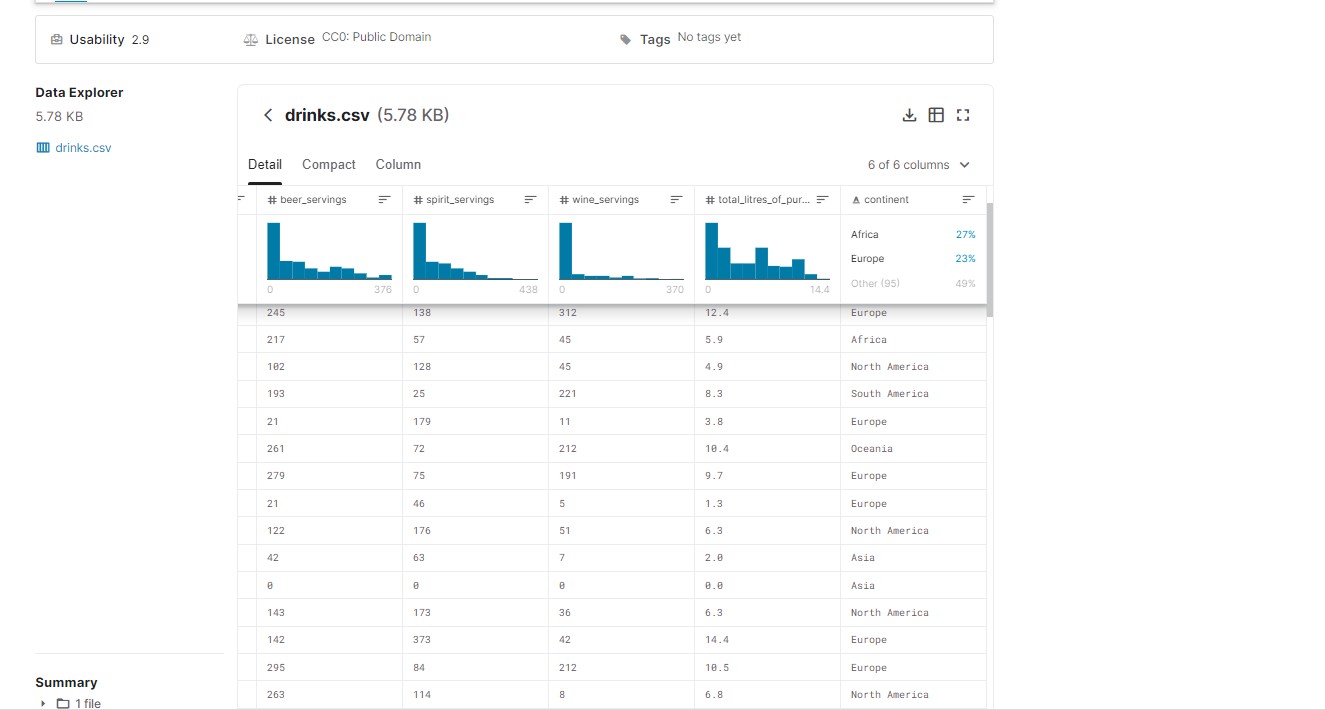 Usability 2.9 License CC0: Public Domain Tags No tags yet
Data Explorer
5.78 KB
drinks.csv
drinks.csv (5.78 KB)
Detail Compact Column 6 of 6 columns
# beer_servings # spirit_servings # wine_servings # total_litres_of_pur... continent
Africa 27%
Europe 23%
Other (95) 49%
0 376 0 438 0 370 0 14.4
245 138 312 12.4 Europe
217 57 45 5.9 Africa
102 128 45 4.9 North America
193 25 221 8.3 South America
21 179 11 3.8 Europe
261 72 212 10.4 Oceania
279 75 191 9.7 Europe
21 46 5 1.3 Europe
122 176 51 6.3 North America
42 63 7 2.0 Asia
0 0 0 0.0 Asia
143 173 36 6.3 North America
142 373 42 14.4 Europe
295 84 212 10.5 Europe
263 114 8 6.8 North America
Summary
1 file